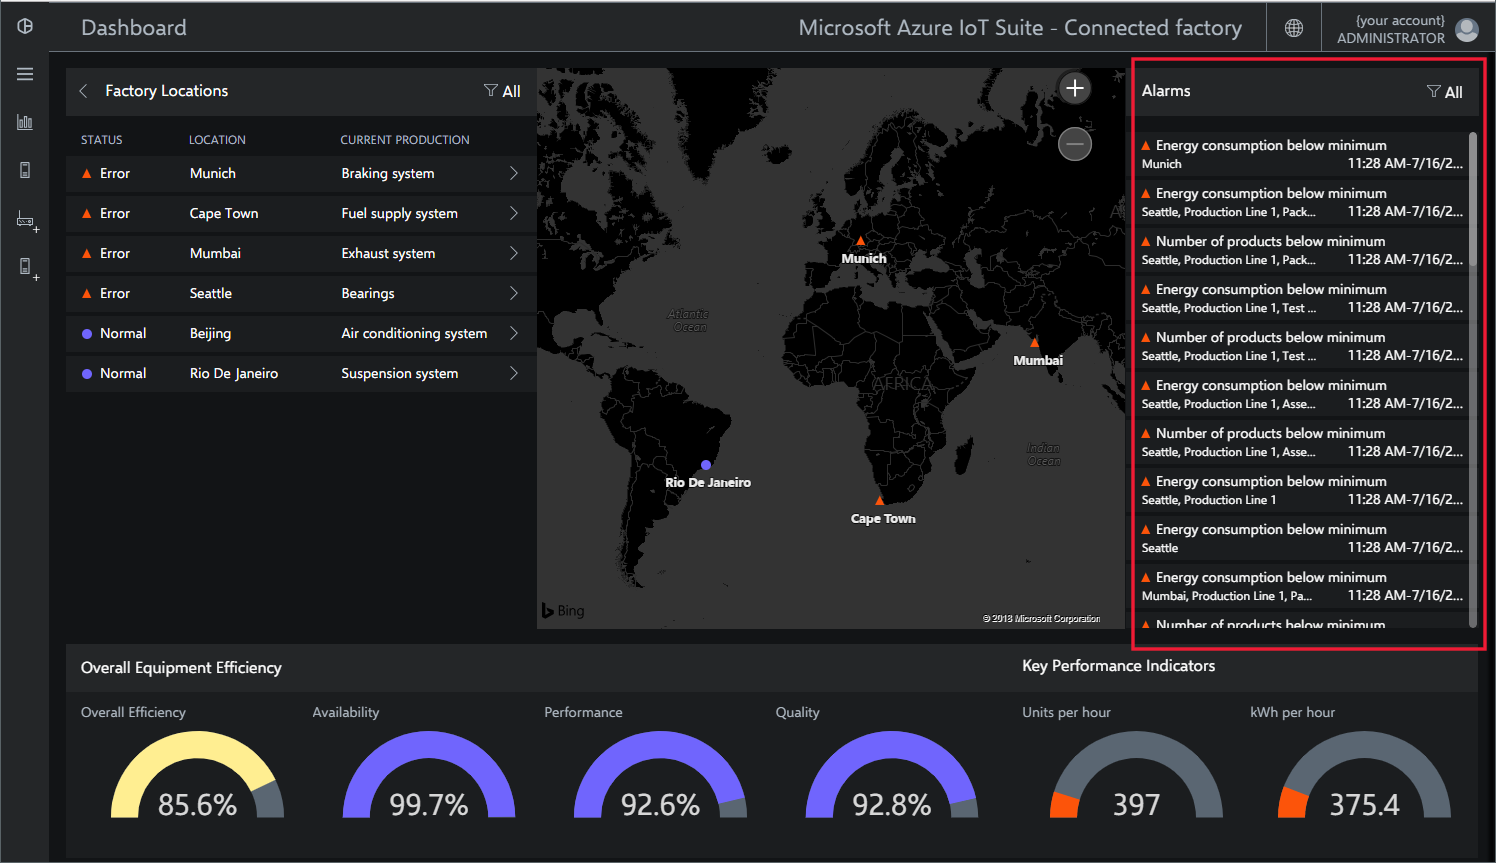 Dashboard
Microsoft Azure IoT Suite - Connected factory
{your account}
ADMINISTRATOR
Factory Locations
All
STATUS LOCATION CURRENT PRODUCTION
Error Munich Braking system
Error Cape Town Fuel supply system
Error Mumbai Exhaust system
Error Seattle Bearings
Normal Beijing Air conditioning system
Normal Rio De Janeiro Suspension system
Munich
Atlantic
Ocean
Mumbai
AFRICA
Indian
Ocean
Rio De Janeiro
Cape Town
Bing
© 2018 Microsoft Corporation
Alarms
All
Energy consumption below minimum
Munich 11:28 AM-7/16/2...
Energy consumption below minimum
Seattle, Production Line 1, Pack... 11:28 AM-7/16/2...
Number of products below minimum
Seattle, Production Line 1, Pack... 11:28 AM-7/16/2...
Energy consumption below minimum
Seattle, Production Line 1, Test ... 11:28 AM-7/16/2...
Number of products below minimum
Seattle, Production Line 1, Test ... 11:28 AM-7/16/2...
Energy consumption below minimum
Seattle, Production Line 1, Asse... 11:28 AM-7/16/2...
Number of products below minimum
Seattle, Production Line 1, Asse... 11:28 AM-7/16/2...
Energy consumption below minimum
Seattle, Production Line 1 11:28 AM-7/16/2...
Energy consumption below minimum
Seattle 11:28 AM-7/16/2...
Energy consumption below minimum
Mumbai, Production Line 1, Pa... 11:28 AM-7/16/2...
Number of products below minimum
Overall Equipment Efficiency
Key Performance Indicators
Overall Efficiency Availability Performance Quality Units per hour kWh per hour
85.6% 99.7% 92.6% 92.8% 397 375.4